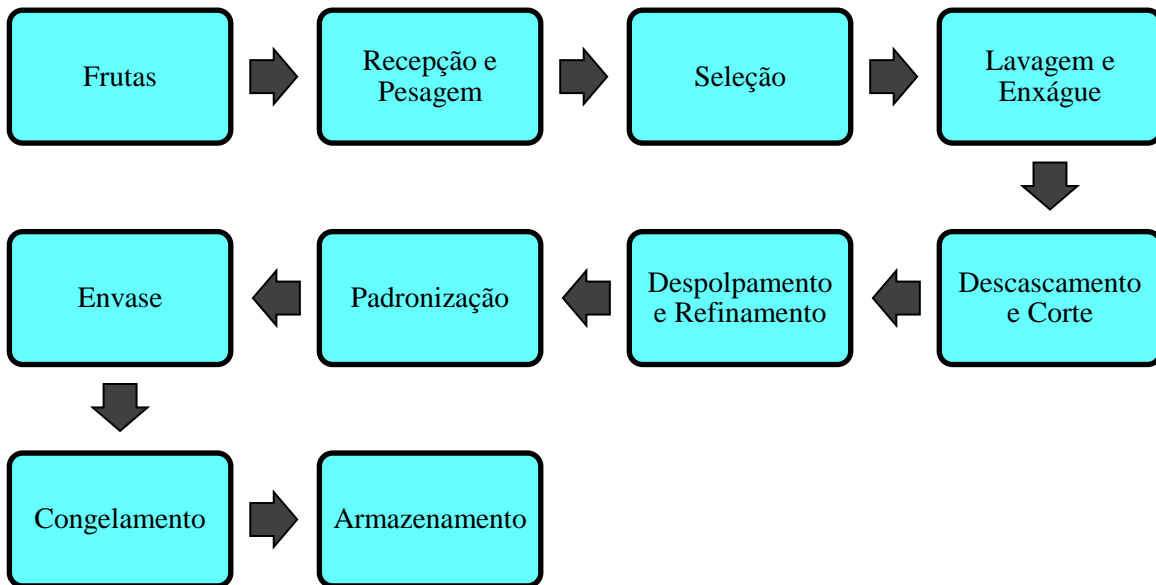 Frutas
Recepção e
Pesagem
Seleção
Lavagem e
Enxágue
Descascamento
e Corte
Despolpamento
e Refinamento
Padronização
Envase
Congelamento
Armazenamento